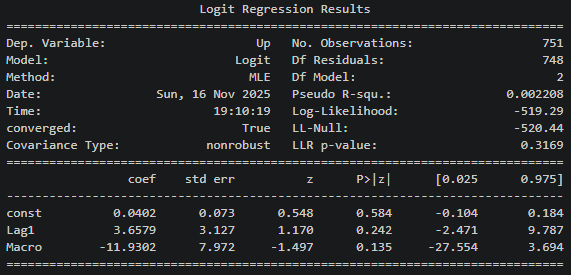 Logit Regression Results
==============================================================================
Dep. Variable:                     Up   No. Observations:                  751
Model:                          Logit   Df Residuals:                      748
Method:                           MLE   Df Model:                            2
Date:                Sun, 16 Nov 2025   Pseudo R-squ.:                0.002208
Time:                        19:10:19   Log-Likelihood:                -519.29
converged:                       True   LL-Null:                       -520.44
Covariance Type:            nonrobust   LLR p-value:                    0.3169
==============================================================================
                 coef    std err          z      P>|z|      [0.025      0.975]
------------------------------------------------------------------------------
const          0.0402      0.073      0.548      0.584      -0.104       0.184
Lag1           3.6579      3.127      1.170      0.242      -2.471       9.787
Macro        -11.9302      7.972     -1.497      0.135     -27.554       3.694
==============================================================================